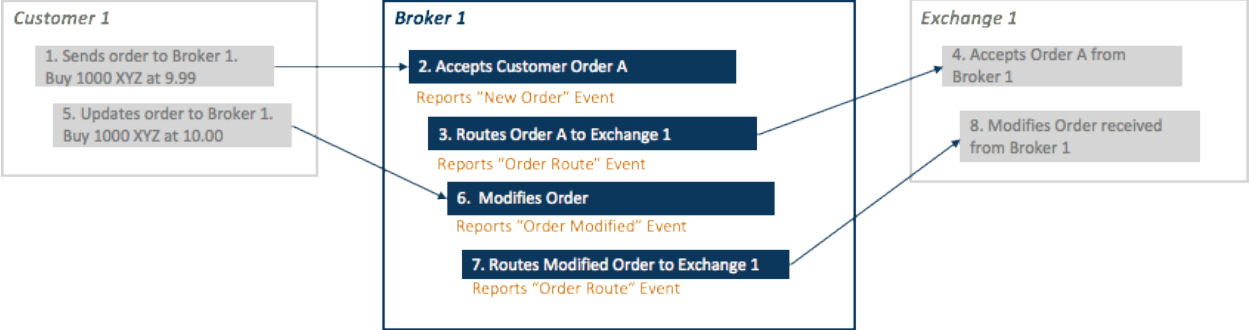 Customer 1
1. Sends order to Broker 1.
Buy 1000 XYZ at 9.99
5. Updates order to Broker 1.
Buy 1000 XYZ at 10.00
Broker 1
2. Accepts Customer Order A
Reports "New Order" Event
3. Routes Order A to Exchange 1
Reports "Order Route" Event
6.  Modifies Order
Reports "Order Modified" Event
7. Routes Modified Order to Exchange 1
Reports "Order Route" Event
Exchange 1
4. Accepts Order A from
Broker 1
8. Modifies Order received
from Broker 1